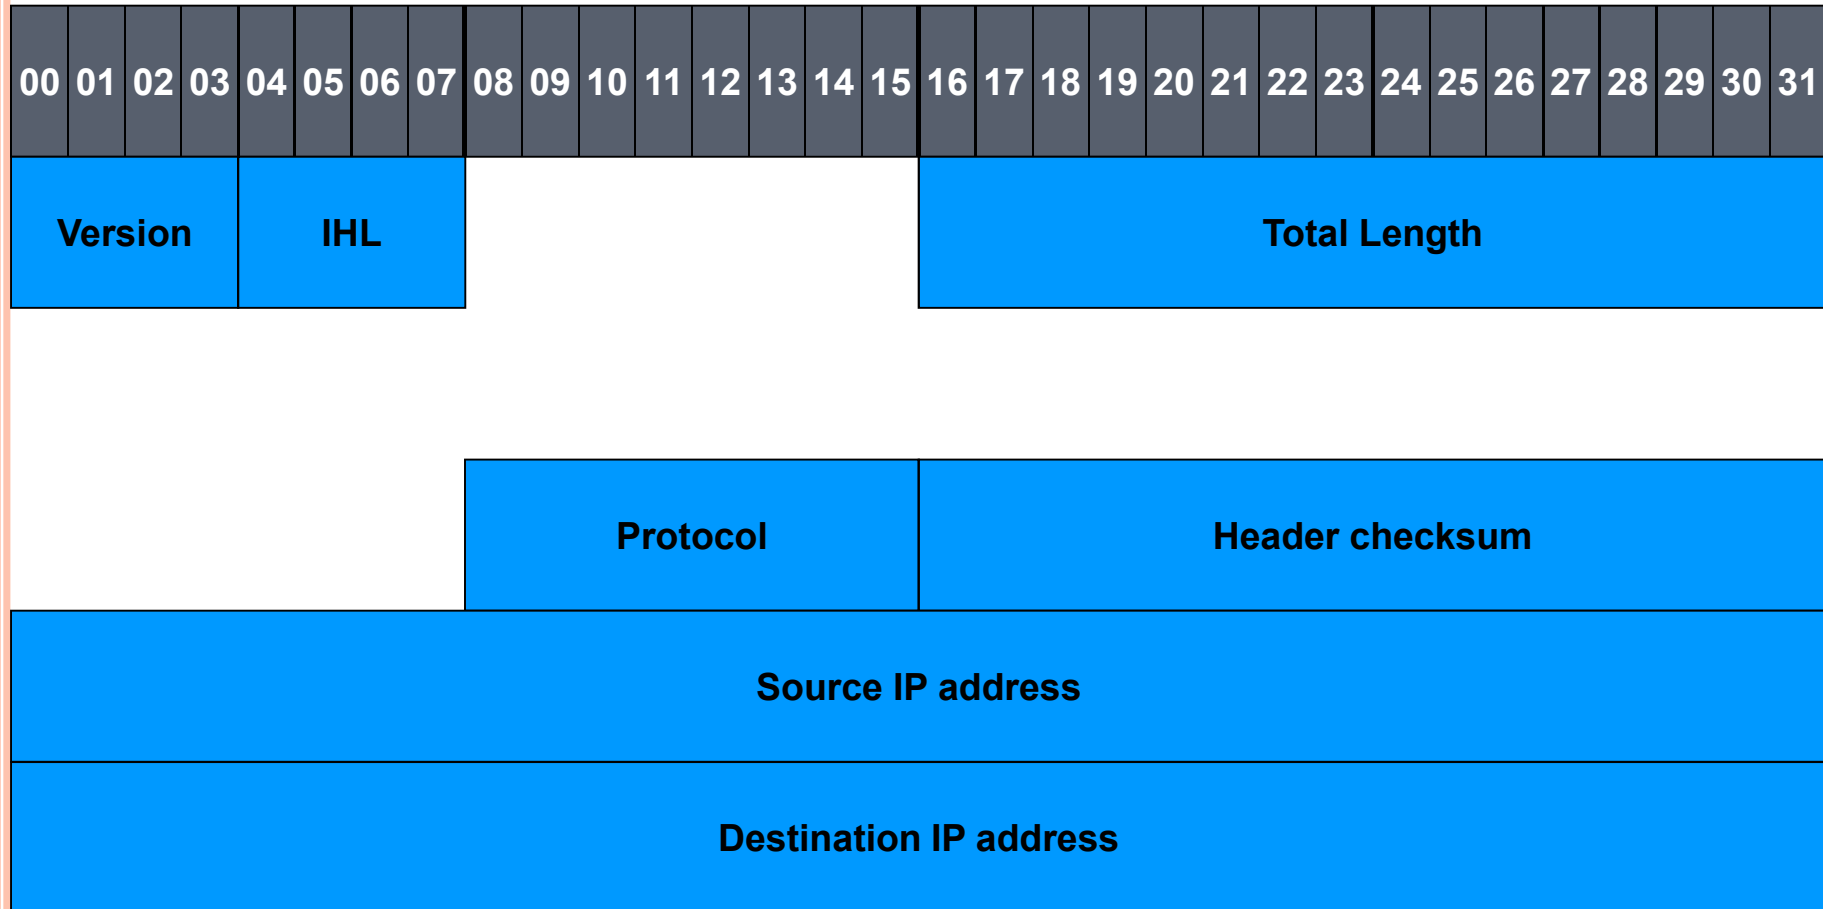 00 01 02 03 04 05 06 07 08 09 10 11 12 13 14 15 16 17 18 19 20 21 22 23 24 25 26 27 28 29 30 31
Version IHL Total Length
Protocol Header checksum
Source IP address
Destination IP address